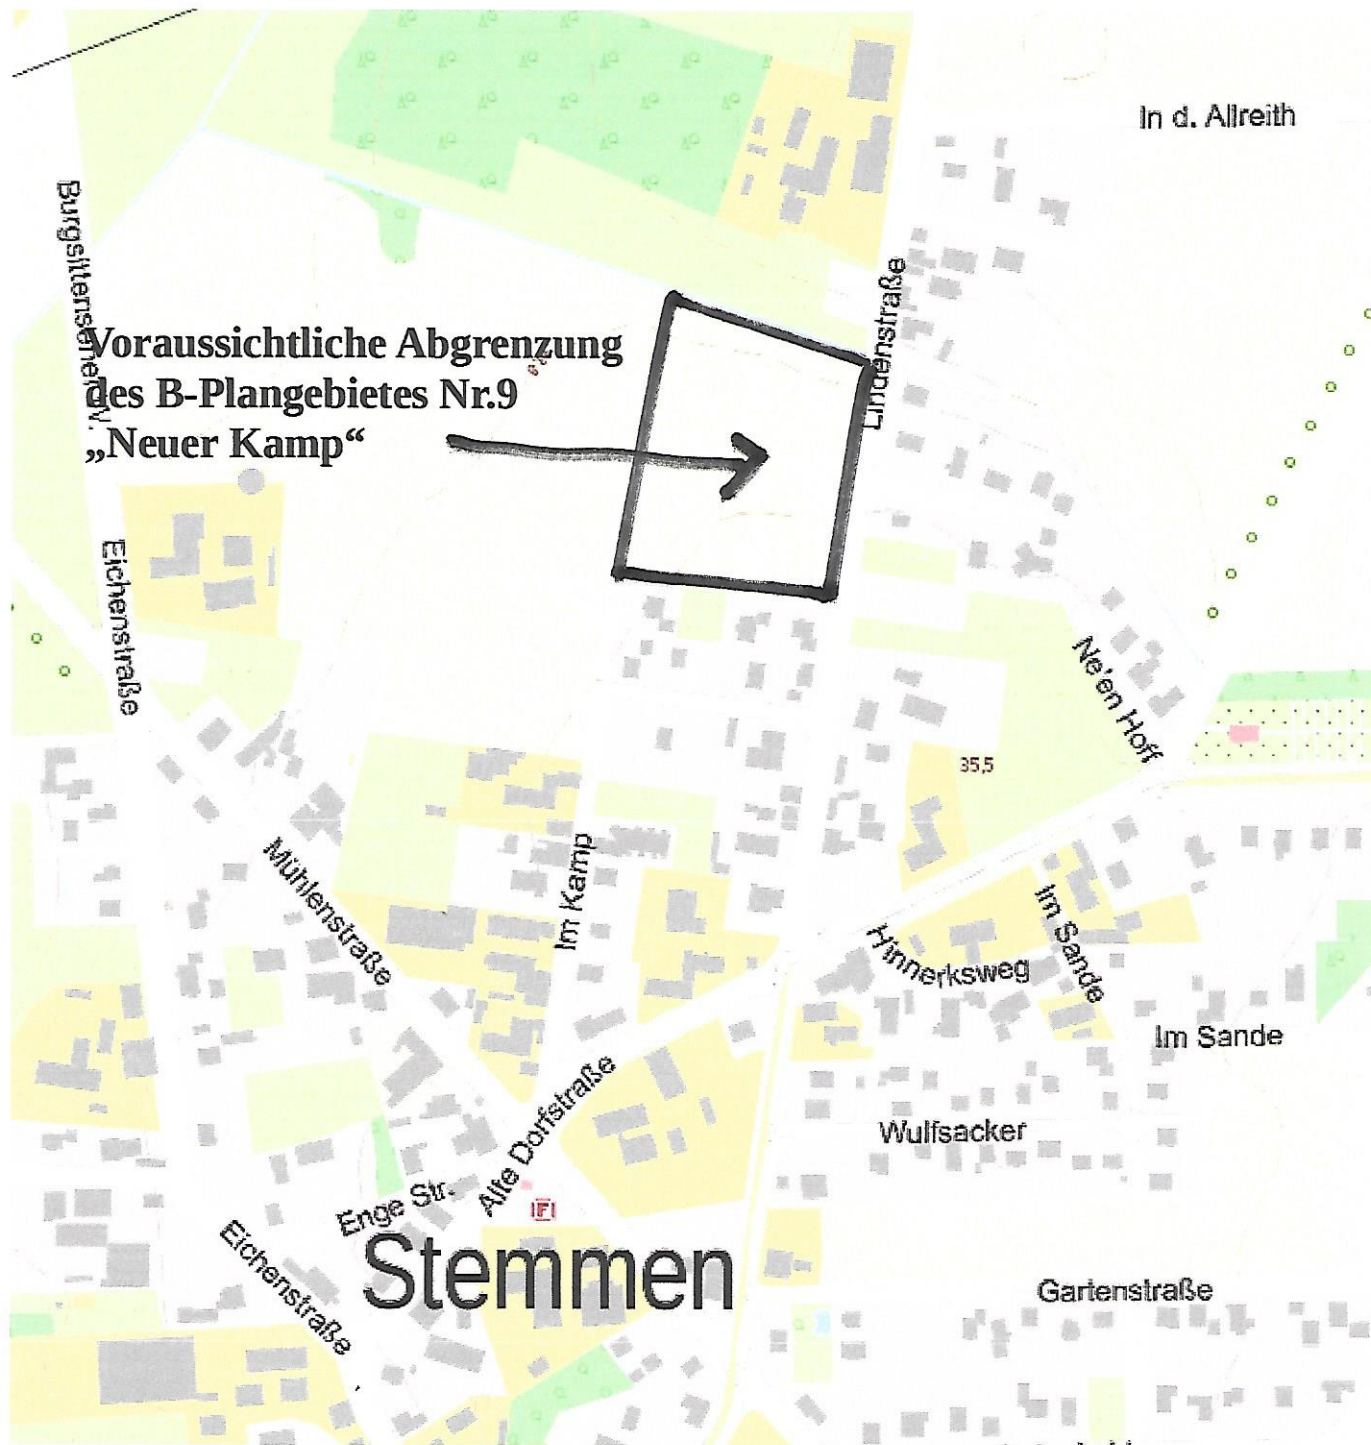 In d. Allreith
Lindenstraße
Voraussichtliche Abgrenzung
des B-Plangebietes Nr.9
„Neuer Kamp“
Eichenstraße
Ne'en Hoff
35,5
Mühlenstraße
Im Kamp
Hinnerksweg
Im Sande
Im Sande
Alte Dorfstraße
Wulfsacker
Enge Str.
F
Stemmen
Eichenstraße
Gartenstraße